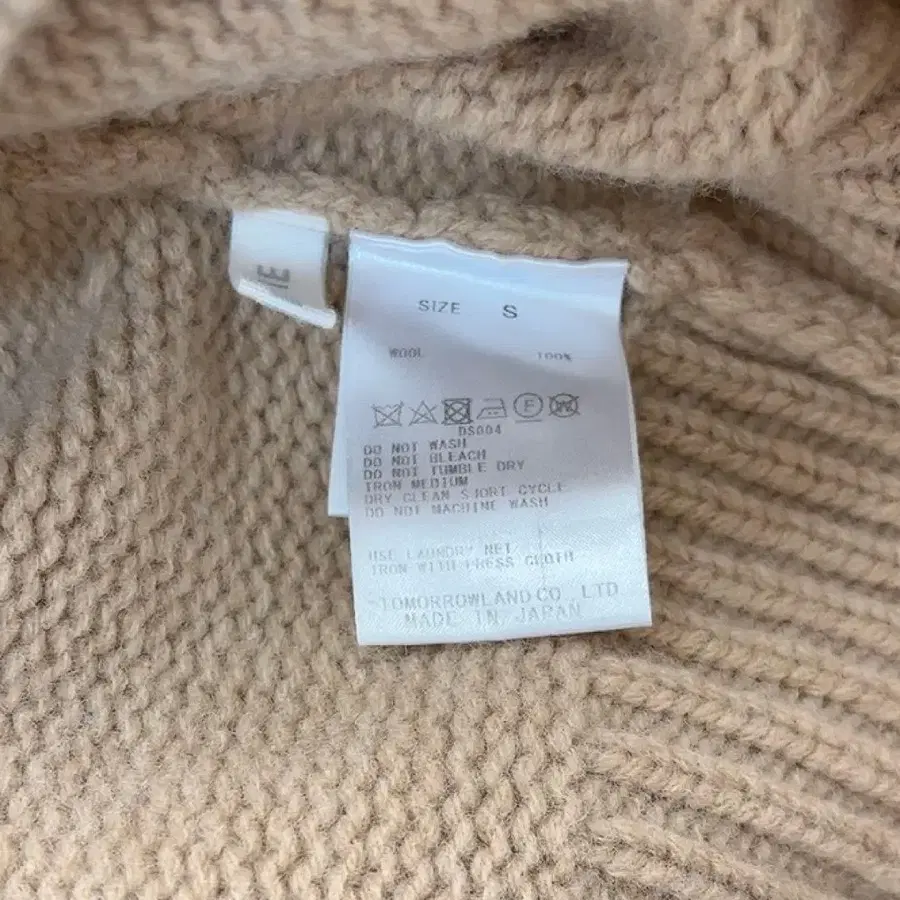 SIZE S
WOOL 100%
DS004
DO NOT WASH
DO NOT BLEACH
DO NOT TUMBLE DRY
IRON MEDIUM
DRY CLEAN SHORT CYCLE
DO NOT MACHINE WASH
USE LAUNDRY NET
IRON WITH PRESS CLOTH
TOMORROWLAND CO., LTD
MADE IN JAPAN